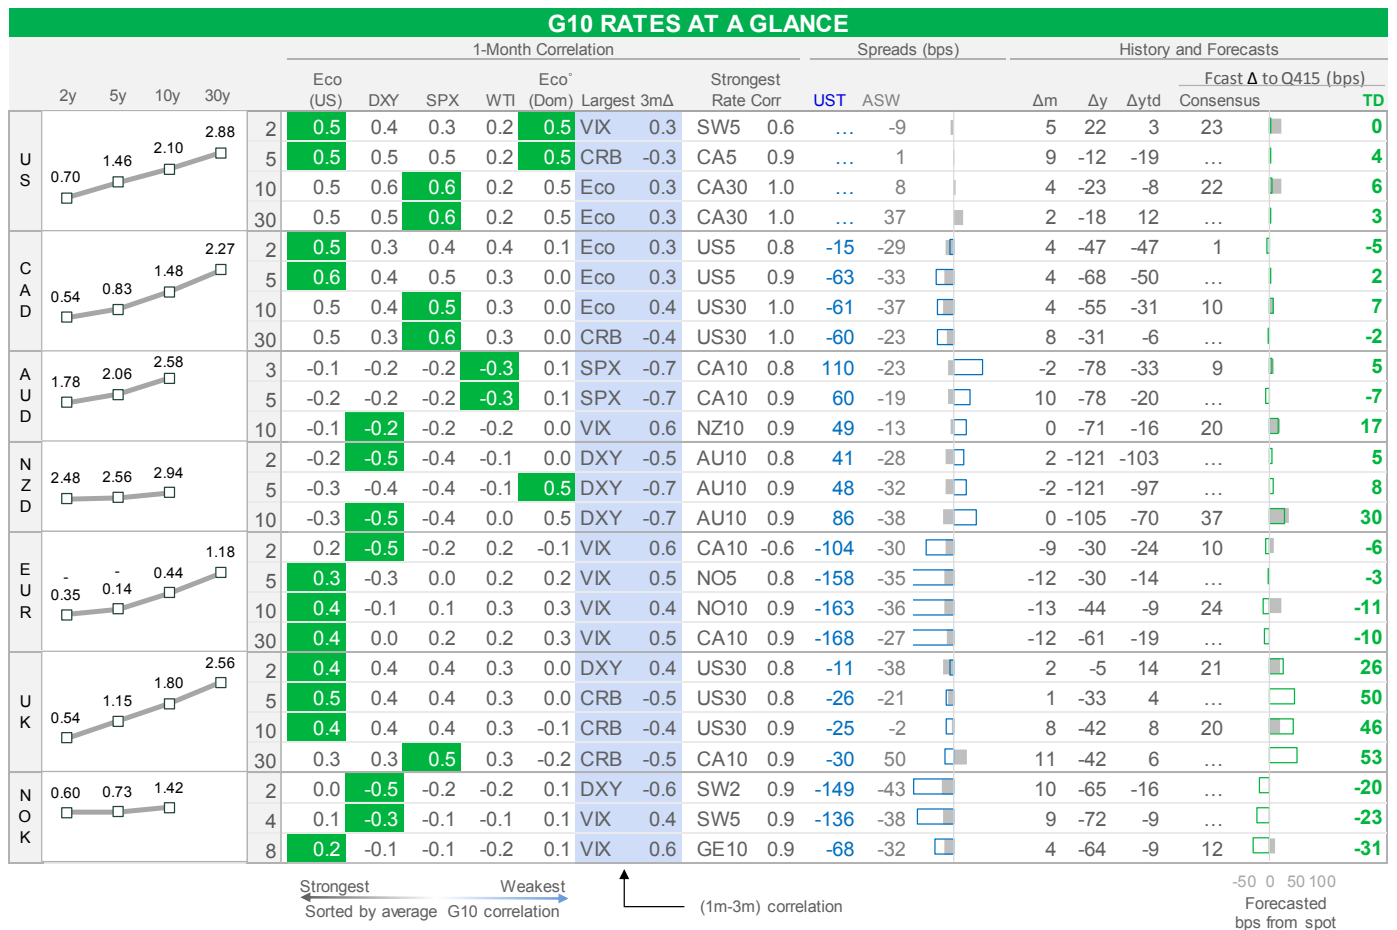 G10 RATES AT A GLANCE
1-Month Correlation Spreads (bps) History and Forecasts
Eco Eco° Strongest Fcast Δ to Q415 (bps)
2y 5y 10y 30y (US) DXY SPX WTI (Dom) Largest 3mΔ Rate Corr UST ASW Δm Δy Δytd Consensus TD
US
0.70 1.46 2.10 2.88
2 0.5 0.4 0.3 0.2 0.5 VIX 0.3 SW5 0.6 ... -9 5 22 3 23 0
5 0.5 0.5 0.5 0.2 0.5 CRB -0.3 CA5 0.9 ... 1 9 -12 -19 ... 4
10 0.5 0.6 0.6 0.2 0.5 Eco 0.3 CA30 1.0 ... 8 4 -23 -8 22 6
30 0.5 0.5 0.6 0.2 0.5 Eco 0.3 CA30 1.0 ... 37 2 -18 12 ... 3
CAD
0.54 0.83 1.48 2.27
2 0.5 0.3 0.4 0.4 0.1 Eco 0.3 US5 0.8 -15 -29 4 -47 -47 1 -5
5 0.6 0.4 0.5 0.3 0.0 Eco 0.3 US5 0.9 -63 -33 4 -68 -50 ... 2
10 0.5 0.4 0.5 0.3 0.0 Eco 0.4 US30 1.0 -61 -37 4 -55 -31 10 7
30 0.5 0.3 0.6 0.3 0.0 CRB -0.4 US30 1.0 -60 -23 8 -31 -6 ... -2
AUD
1.78 2.06 2.58
3 -0.1 -0.2 -0.2 -0.3 0.1 SPX -0.7 CA10 0.8 110 -23 -2 -78 -33 9 5
5 -0.2 -0.2 -0.2 -0.3 0.1 SPX -0.7 CA10 0.9 60 -19 10 -78 -20 ... -7
10 -0.1 -0.2 -0.2 -0.2 0.0 VIX 0.6 NZ10 0.9 49 -13 0 -71 -16 20 17
NZD
2.48 2.56 2.94
2 -0.2 -0.5 -0.4 -0.1 0.0 DXY -0.5 AU10 0.8 41 -28 2 -121 -103 ... 5
5 -0.3 -0.4 -0.4 -0.1 0.5 DXY -0.7 AU10 0.9 48 -32 -2 -121 -97 ... 8
10 -0.3 -0.5 -0.4 0.0 0.5 DXY -0.7 AU10 0.9 86 -38 0 -105 -70 37 30
EUR
-0.35 -0.14 0.44 1.18
2 0.2 -0.5 -0.2 0.2 -0.1 VIX 0.6 CA10 -0.6 -104 -30 -9 -30 -24 10 -6
5 0.3 -0.3 0.0 0.2 0.2 VIX 0.5 NO5 0.8 -158 -35 -12 -30 -14 ... -3
10 0.4 -0.1 0.1 0.3 0.3 VIX 0.4 NO10 0.9 -163 -36 -13 -44 -9 24 -11
30 0.4 0.0 0.2 0.2 0.3 VIX 0.5 CA10 0.9 -168 -27 -12 -61 -19 ... -10
UK
0.54 1.15 1.80 2.56
2 0.4 0.4 0.4 0.3 0.0 DXY 0.4 US30 0.8 -11 -38 2 -5 14 21 26
5 0.5 0.4 0.4 0.3 0.0 CRB -0.5 US30 0.8 -26 -21 1 -33 4 ... 50
10 0.4 0.4 0.4 0.3 -0.1 CRB -0.4 US30 0.9 -25 -2 8 -42 8 20 46
30 0.3 0.3 0.5 0.3 -0.2 CRB -0.5 CA10 0.9 -30 50 11 -42 6 ... 53
NOK
0.60 0.73 1.42
2 0.0 -0.5 -0.2 -0.2 0.1 DXY -0.6 SW2 0.9 -149 -43 10 -65 -16 ... -20
4 0.1 -0.3 -0.1 -0.1 0.1 VIX 0.4 SW5 0.9 -136 -38 9 -72 -9 ... -23
8 0.2 -0.1 -0.1 -0.2 0.1 VIX 0.6 GE10 0.9 -68 -32 4 -64 -9 12 -31
Strongest Weakest
Sorted by average G10 correlation
(1m-3m) correlation
-50 0 50 100
Forecasted
bps from spot